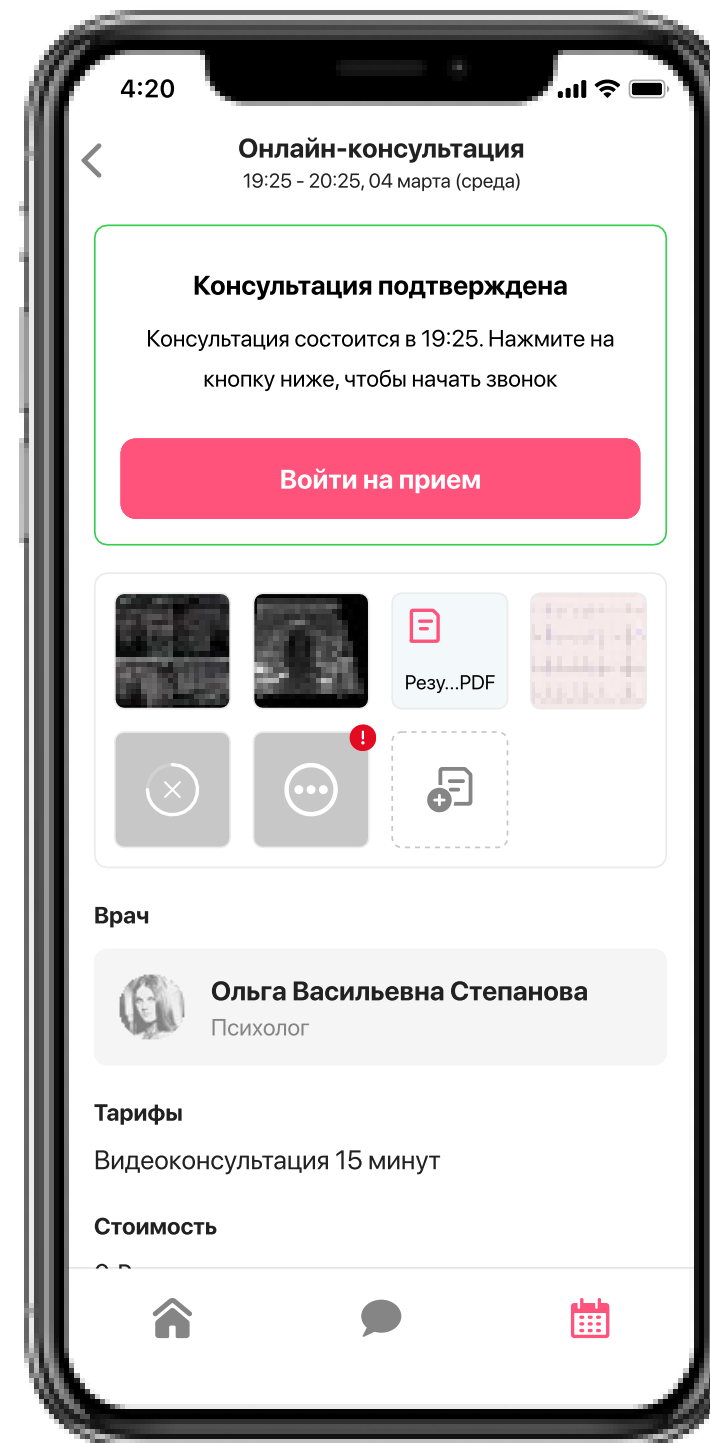 4:20
Онлайн-консультация
19:25 - 20:25, 04 марта (среда)
Консультация подтверждена
Консультация состоится в 19:25. Нажмите на
кнопку ниже, чтобы начать звонок
Войти на прием
Резу...PDF
!
Врач
Ольга Васильевна Степанова
Психолог
Тарифы
Видеоконсультация 15 минут
Стоимость